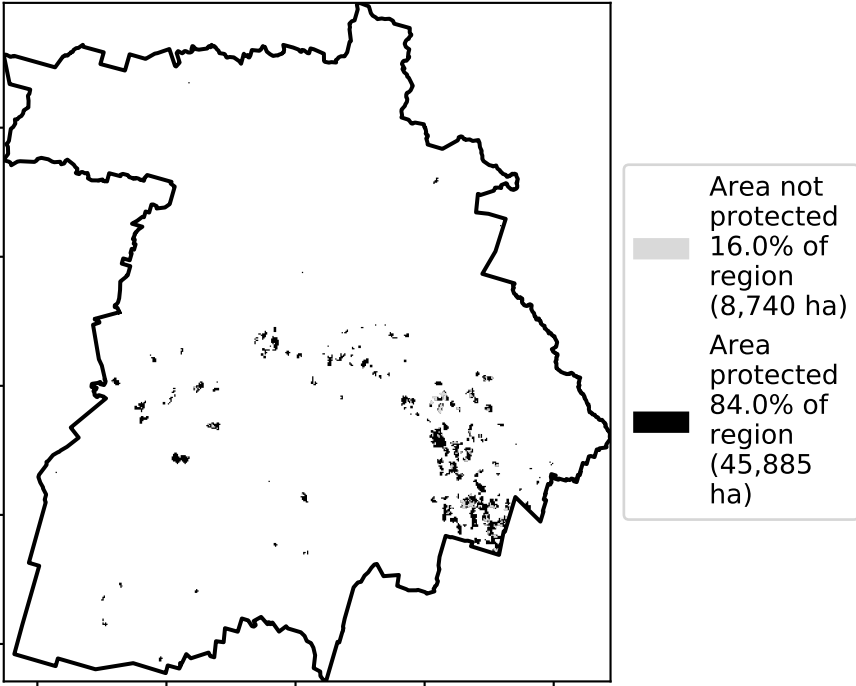 Area not
protected
16.0% of
region
(8,740 ha)
Area
protected
84.0% of
region
(45,885
ha)